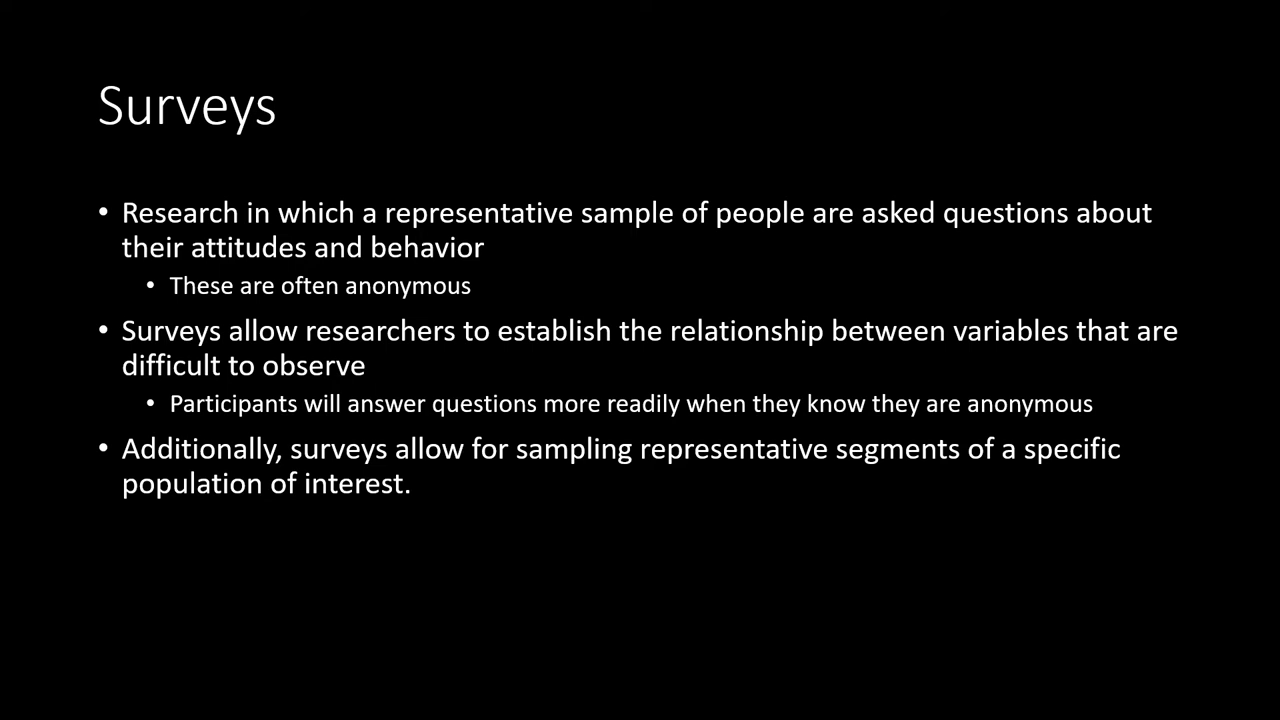 Surveys
• Research in which a representative sample of people are asked questions about
their attitudes and behavior
• These are often anonymous
• Surveys allow researchers to establish the relationship between variables that are
difficult to observe
• Participants will answer questions more readily when they know they are anonymous
• Additionally, surveys allow for sampling representative segments of a specific
population of interest.